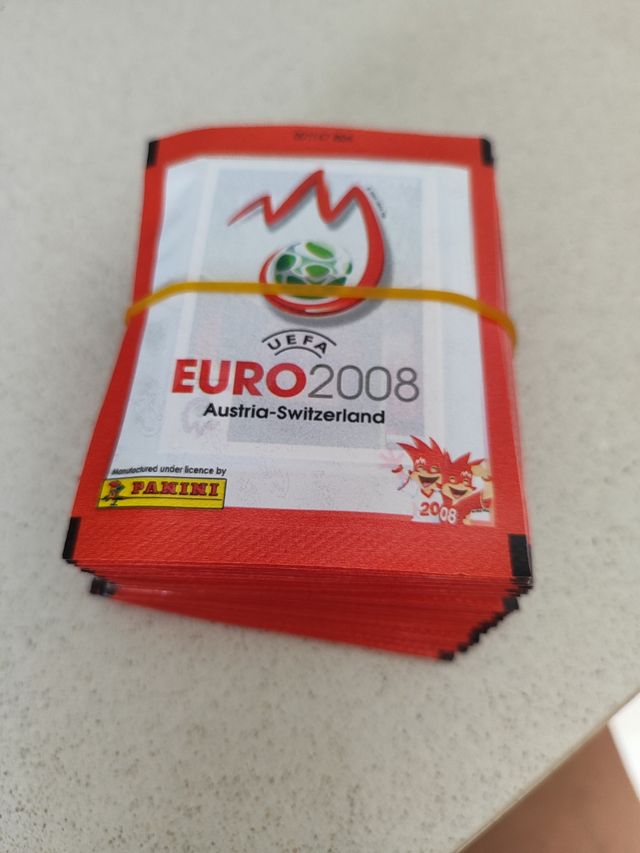 UEFA
EURO2008
Austria-Switzerland
Manufactured under licence by
PANINI
2008